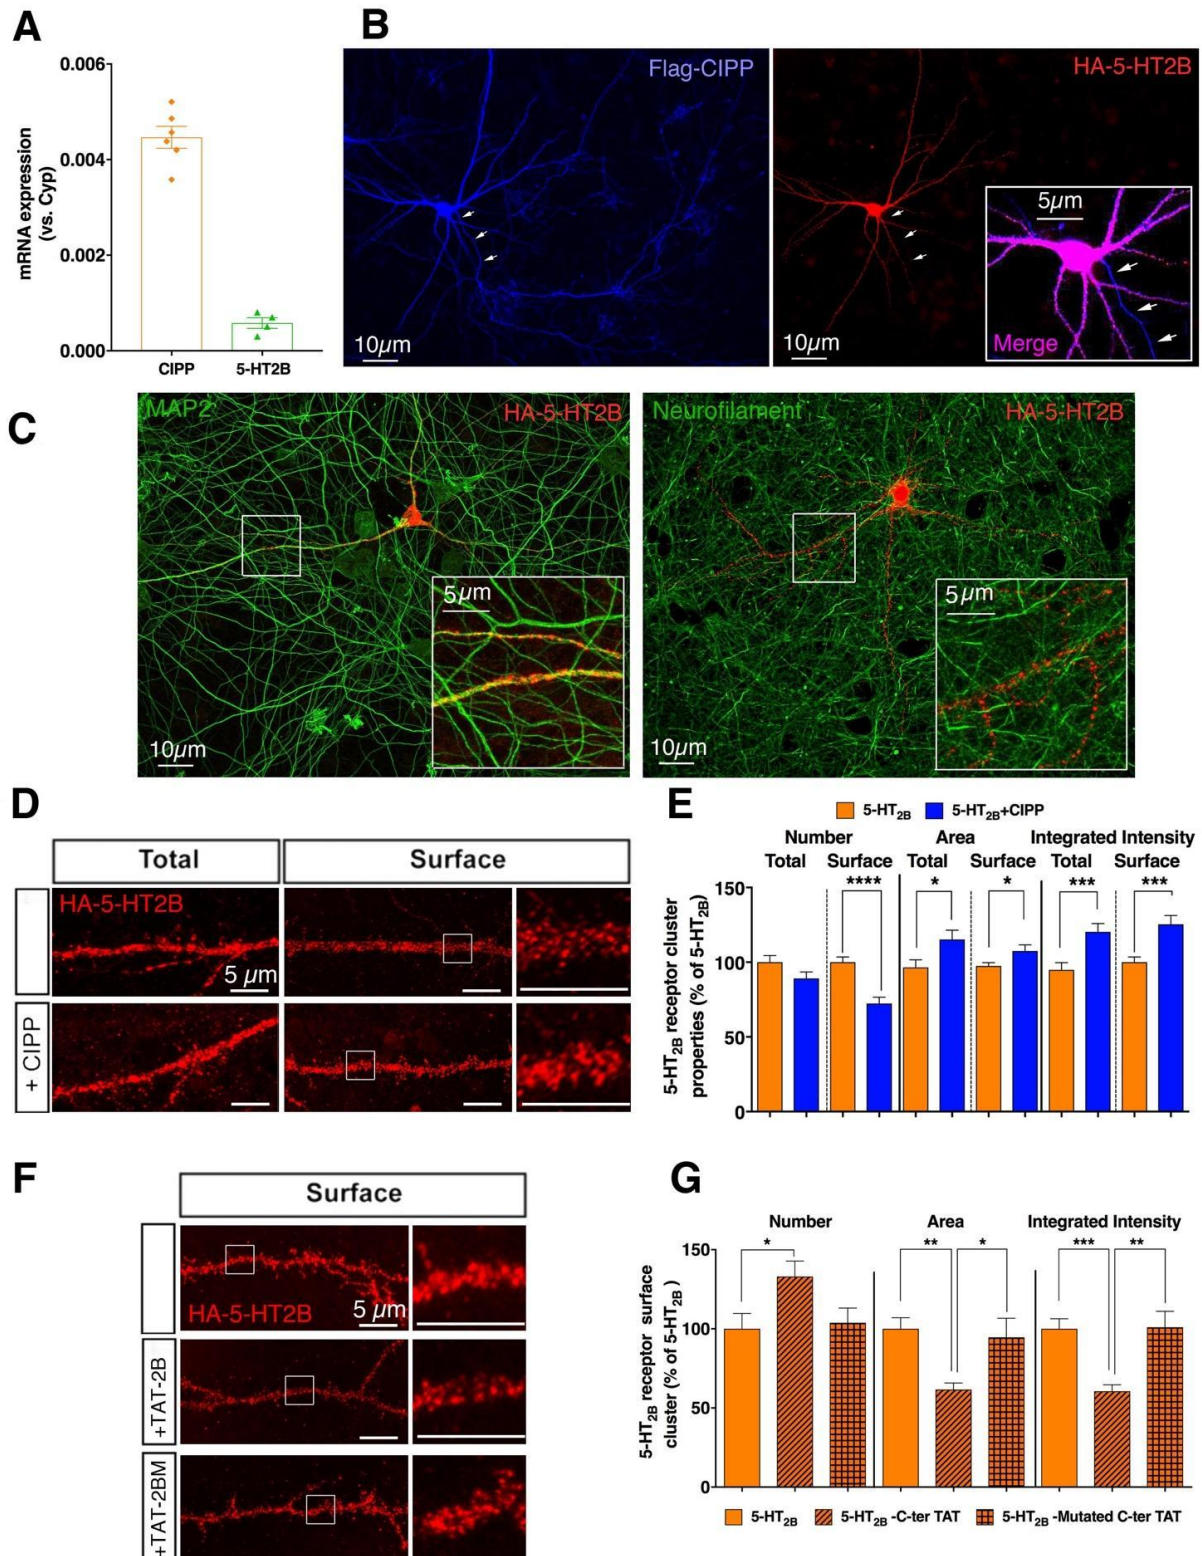 A
mRNA expression
(vs. Cyp)
0.006
0.004
0.002
0.000
CIPP
5-HT2B
B
Flag-CIPP
10µm
HA-5-HT2B
10µm
5µm
Merge
C
MAP2
HA-5-HT2B
5µm
10µm
Neurofilament
HA-5-HT2B
5µm
10µm
D
Total
Surface
HA-5-HT2B
5 µm
+ CIPP
E
5-HT2B
5-HT2B+CIPP
Number
Area
Integrated Intensity
Total
Surface
Total
Surface
Total
Surface
****
*
*
***
***
5-HT2B receptor cluster
properties (% of 5-HT2B)
150
100
50
0
F
Surface
HA-5-HT2B
5 µm
+TAT-2B
+TAT-2BM
G
Number
Area
Integrated Intensity
*
**
*
***
**
5-HT2B receptor surface
cluster (% of 5-HT2B)
150
100
50
0
5-HT2B
5-HT2B -C-ter TAT
5-HT2B -Mutated C-ter TAT